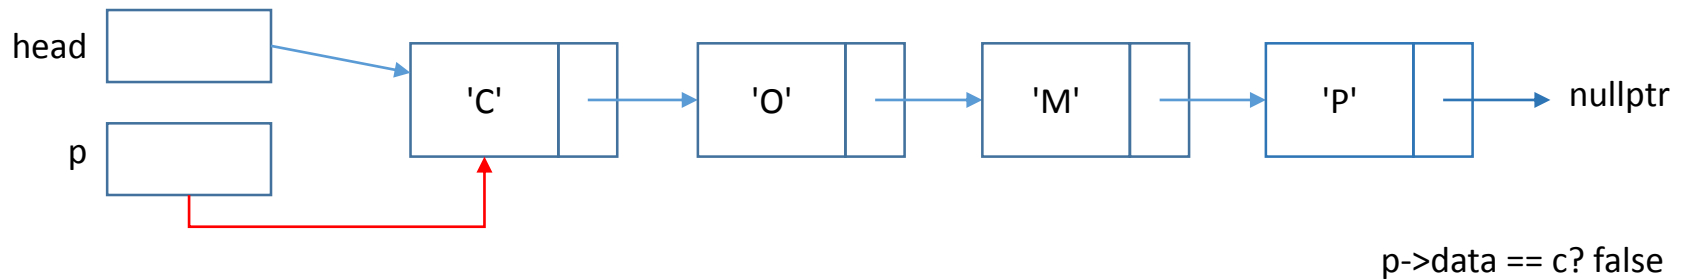 head
'C'
'O'
'M'
'P'
nullptr
p
p->data == c? false